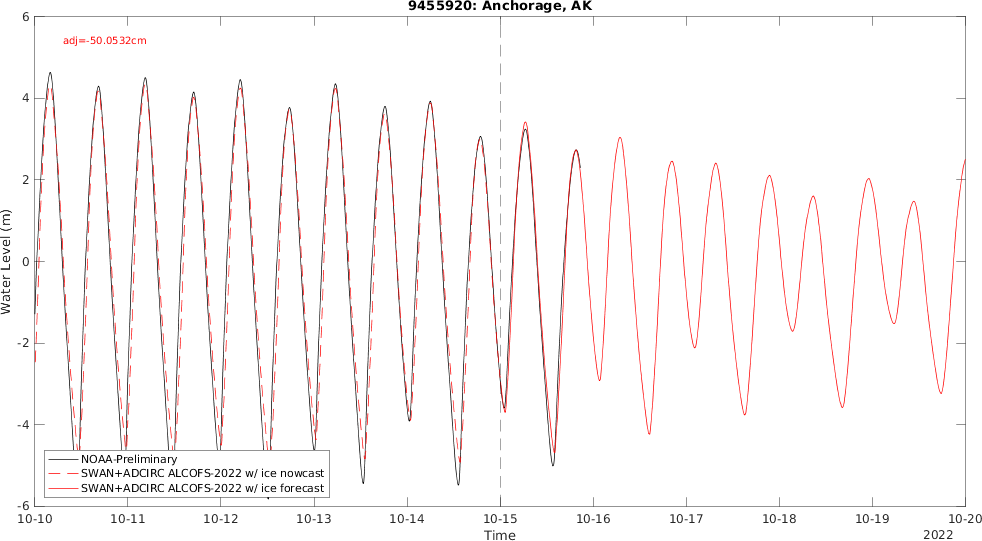 9455920: Anchorage, AK
adj=-50.0532cm
6
4
2
0
-2
-4
-6
Water Level (m)
NOAA-Preliminary
SWAN+ADCIRC ALCOFS-2022 w/ ice nowcast
SWAN+ADCIRC ALCOFS-2022 w/ ice forecast
10-10 10-11 10-12 10-13 10-14 10-15 10-16 10-17 10-18 10-19 10-20
Time
2022